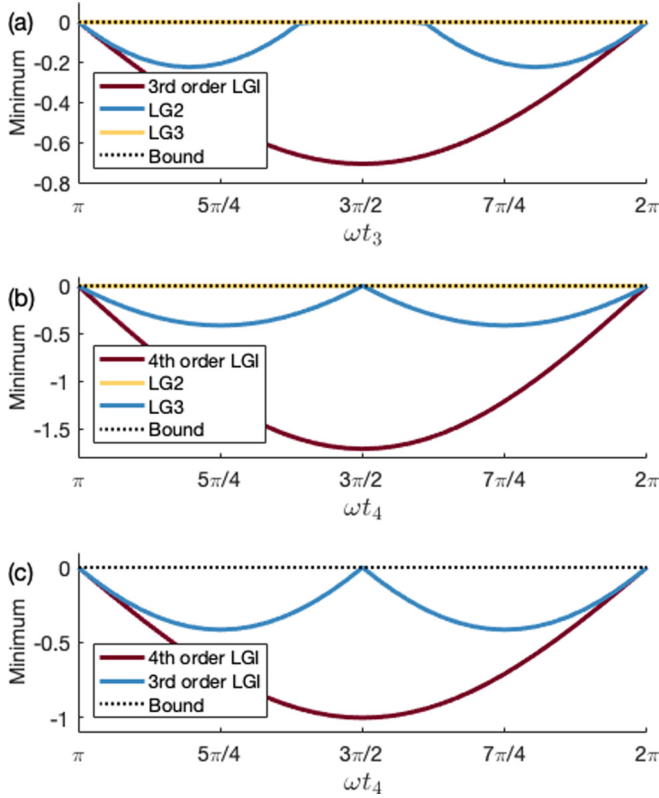 (a)
0
-0.2
-0.4
-0.6
-0.8
Minimum
3rd order LGI
LG2
LG3
Bound
π 5π/4 3π/2 7π/4 2π
ωt₃
(b)
0
-0.5
-1
-1.5
Minimum
4th order LGI
LG2
LG3
Bound
π 5π/4 3π/2 7π/4 2π
ωt₄
(c)
0
-0.5
-1
Minimum
4th order LGI
3rd order LGI
Bound
π 5π/4 3π/2 7π/4 2π
ωt₄